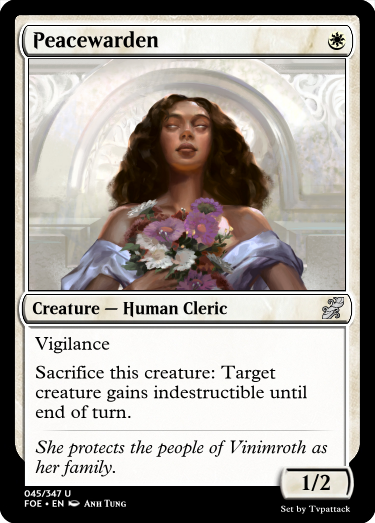 Peacewarden
Creature — Human Cleric
Vigilance
Sacrifice this creature: Target
creature gains indestructible until
end of turn.
She protects the people of Vinimroth as
her family.
1/2
045/347 U
FOE • EN Anh Tung
Set by Tvpattack